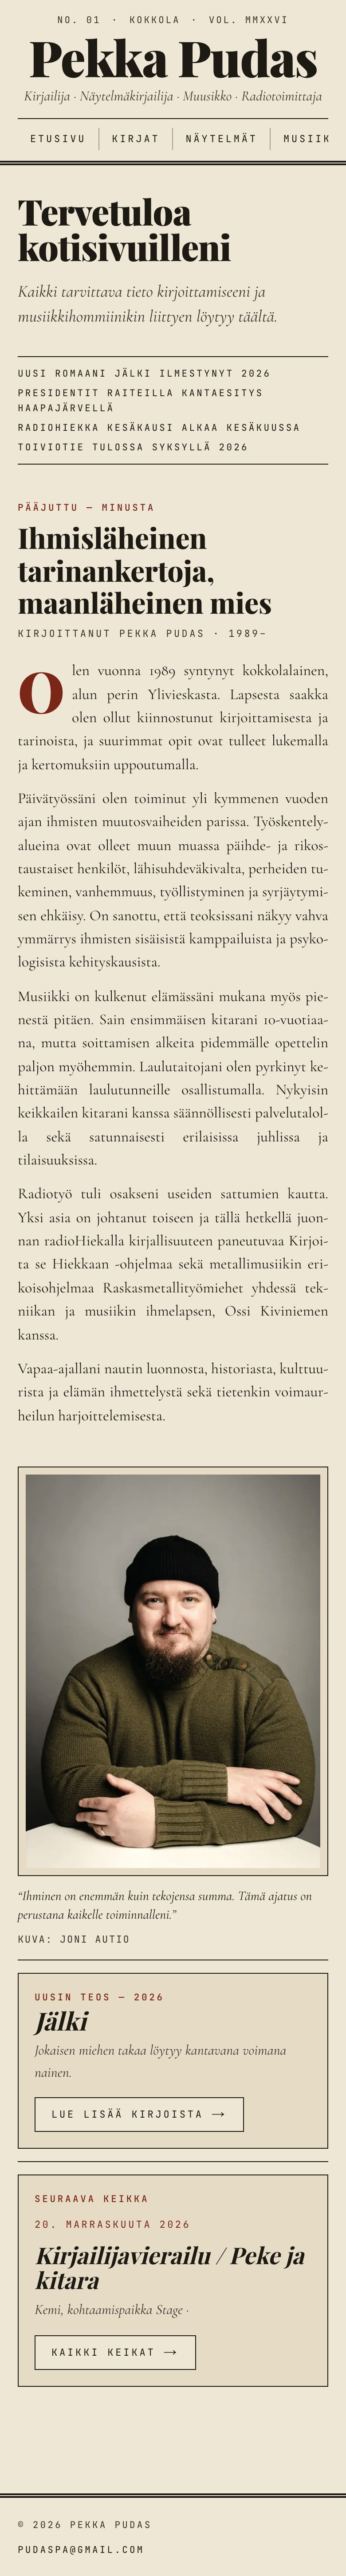 NO. 01 · KOKKOLA · VOL. MMXXVI
Pekka Pudas
Kirjailija · Näytelmäkirjailija · Muusikko · Radiotoimittaja
ETUSIVU KIRJAT NÄYTELMÄT MUSIIK
Tervetuloa
kotisivuilleni
Kaikki tarvittava tieto kirjoittamiseeni ja
musiikkihommiinikin liittyen löytyy täältä.
UUSI ROMAANI JÄLKI ILMESTYNYT 2026
PRESIDENTIT RAITEILLA KANTAESITYS
HAAPAJÄRVELLÄ
RADIOHIEKKA KESÄKAUSI ALKAA KESÄKUUSSA
TOIVIOTIE TULOSSA SYKSYLLÄ 2026
PÄÄJUTTU — MINUSTA
Ihmisläheinen
tarinankertoja,
maanläheinen mies
KIRJOITTANUT PEKKA PUDAS · 1989–
Olen vuonna 1989 syntynyt kokkolalainen,
alun perin Ylivieskasta. Lapsesta saakka
olen ollut kiinnostunut kirjoittamisesta ja
tarinoista, ja suurimmat opit ovat tulleet lukemalla
ja kertomuksiin uppoutumalla.
Päivätyössäni olen toiminut yli kymmenen vuoden
ajan ihmisten muutosvaiheiden parissa. Työskentely-
alueina ovat olleet muun muassa päihde- ja rikos-
taustaiset henkilöt, lähisuhdeväkivalta, perheiden tu-
keminen, vanhemmuus, työllistyminen ja syrjäytymi-
sen ehkäisy. On sanottu, että teoksissani näkyy vahva
ymmärrys ihmisten sisäisistä kamppailuista ja psyko-
logisista kehityskausista.
Musiikki on kulkenut elämässäni mukana myös pie-
nestä pitäen. Sain ensimmäisen kitarani 10-vuotiaa-
na, mutta soittamisen alkeita pidemmälle opettelin
paljon myöhemmin. Laulutaitojani olen pyrkinyt ke-
hittämään laulutunneille osallistumalla. Nykyisin
keikkailen kitarani kanssa säännöllisesti palvelutalol-
la sekä satunnaisesti erilaisissa juhlissa ja
tilaisuuksissa.
Radiotyö tuli osakseni useiden sattumien kautta.
Yksi asia on johtanut toiseen ja tällä hetkellä juon-
nan radioHiekalla kirjallisuuteen paneutuvaa Kirjoi-
ta se Hiekkaan -ohjelmaa sekä metallimusiikin eri-
koisohjelmaa Raskasmetallityömiehet yhdessä tek-
niikan ja musiikin ihmelapsen, Ossi Kiviniemen
kanssa.
Vapaa-ajallani nautin luonnosta, historiasta, kulttuu-
rista ja elämän ihmettelystä sekä tietenkin voimaur-
heilun harjoittelemisesta.
“Ihminen on enemmän kuin tekojensa summa. Tämä ajatus on
perustana kaikelle toiminnalleni.”
KUVA: JONI AUTIO
UUSIN TEOS — 2026
Jälki
Jokaisen miehen takaa löytyy kantavana voimana
nainen.
LUE LISÄÄ KIRJOISTA →
SEURAAVA KEIKKA
20. MARRASKUUTA 2026
Kirjailijavierailu / Peke ja
kitara
Kemi, kohtaamispaikka Stage ·
KAIKKI KEIKAT →
© 2026 PEKKA PUDAS
PUDASPA@GMAIL.COM